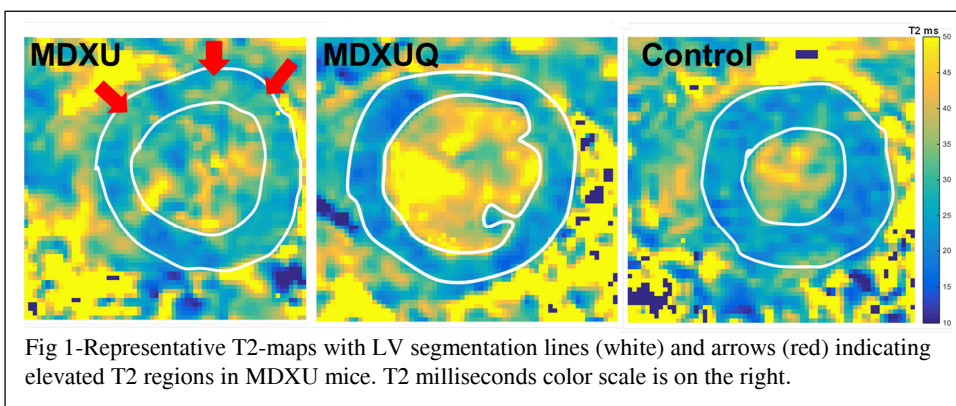 MDXU
MDXUQ
Control
T2 ms
50
45
40
35
30
25
20
15
10
Fig 1-Representative T2-maps with LV segmentation lines (white) and arrows (red) indicating
elevated T2 regions in MDXU mice. T2 milliseconds color scale is on the right.